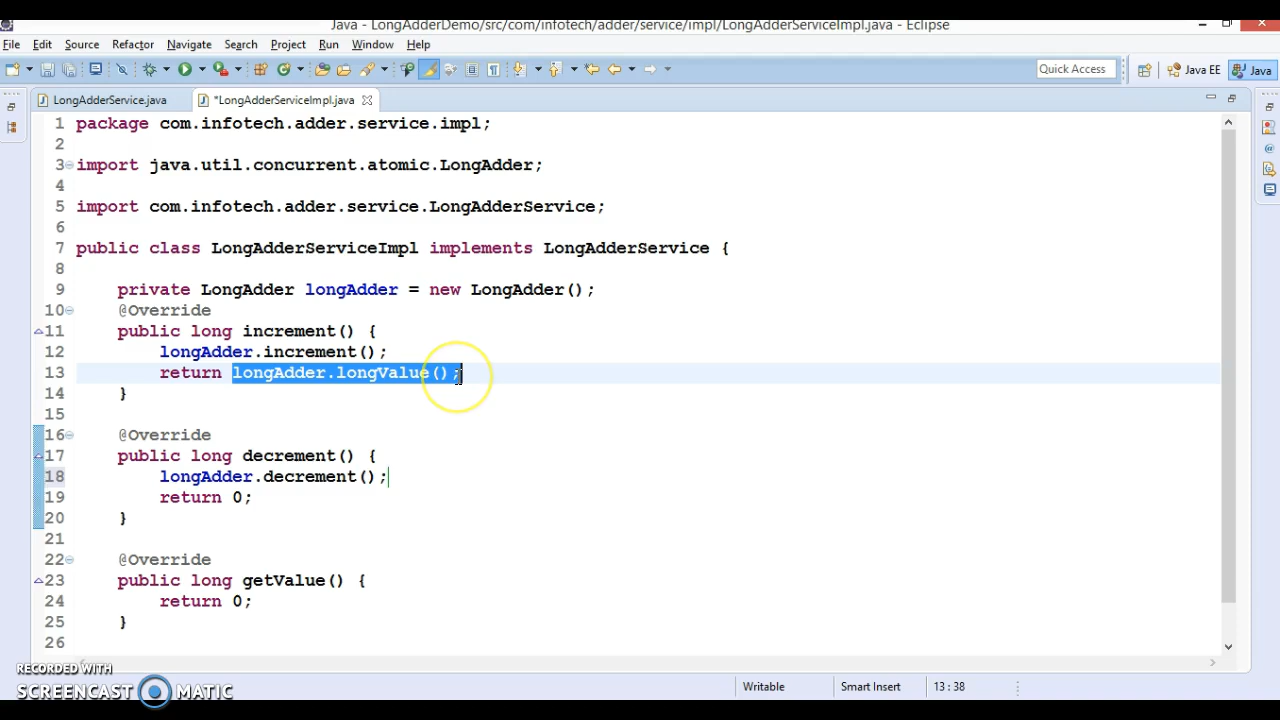 Java - LongAdderDemo/src/com/infotech/adder/service/impl/LongAdderServiceImpl.java - Eclipse
File Edit Source Refactor Navigate Search Project Run Window Help
Quick Access Java EE Java
LongAdderService.java *LongAdderServiceImpl.java
1 package com.infotech.adder.service.impl;
2
3 import java.util.concurrent.atomic.LongAdder;
4
5 import com.infotech.adder.service.LongAdderService;
6
7 public class LongAdderServiceImpl implements LongAdderService {
8
9 private LongAdder longAdder = new LongAdder();
10 @Override
11 public long increment() {
12 longAdder.increment();
13 return longAdder.longValue();
14 }
15
16 @Override
17 public long decrement() {
18 longAdder.decrement();
19 return 0;
20 }
21
22 @Override
23 public long getValue() {
24 return 0;
25 }
26
RECORDED WITH
SCREENCAST MATIC
Writable Smart Insert 13 : 38